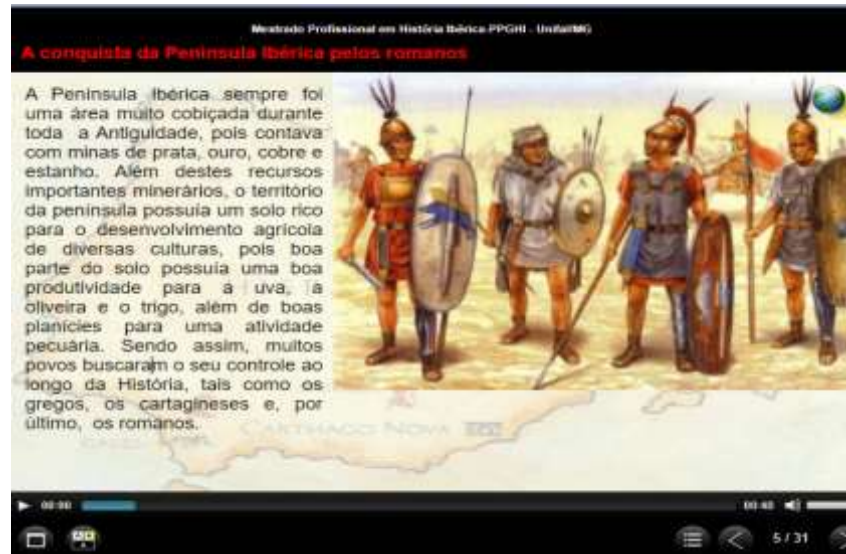 Mestrado Profissional em História Ibérica-PPGHI - Unifal/MG
A conquista da Península Ibérica pelos romanos
A Península Ibérica sempre foi
uma área muito cobiçada durante
toda a Antiguidade, pois contava
com minas de prata, ouro, cobre e
estanho. Além destes recursos
importantes minerários, o território
da península possuía um solo rico
para o desenvolvimento agrícola
de diversas culturas, pois boa
parte do solo possuía uma boa
produtividade para a uva, a
oliveira e o trigo, além de boas
planícies para uma atividade
pecuária. Sendo assim, muitos
povos buscaram o seu controle ao
longo da História, tais como os
gregos, os cartagineses e, por
último, os romanos.
CARTHAGO NOVA
00:00
00:40
5 / 31